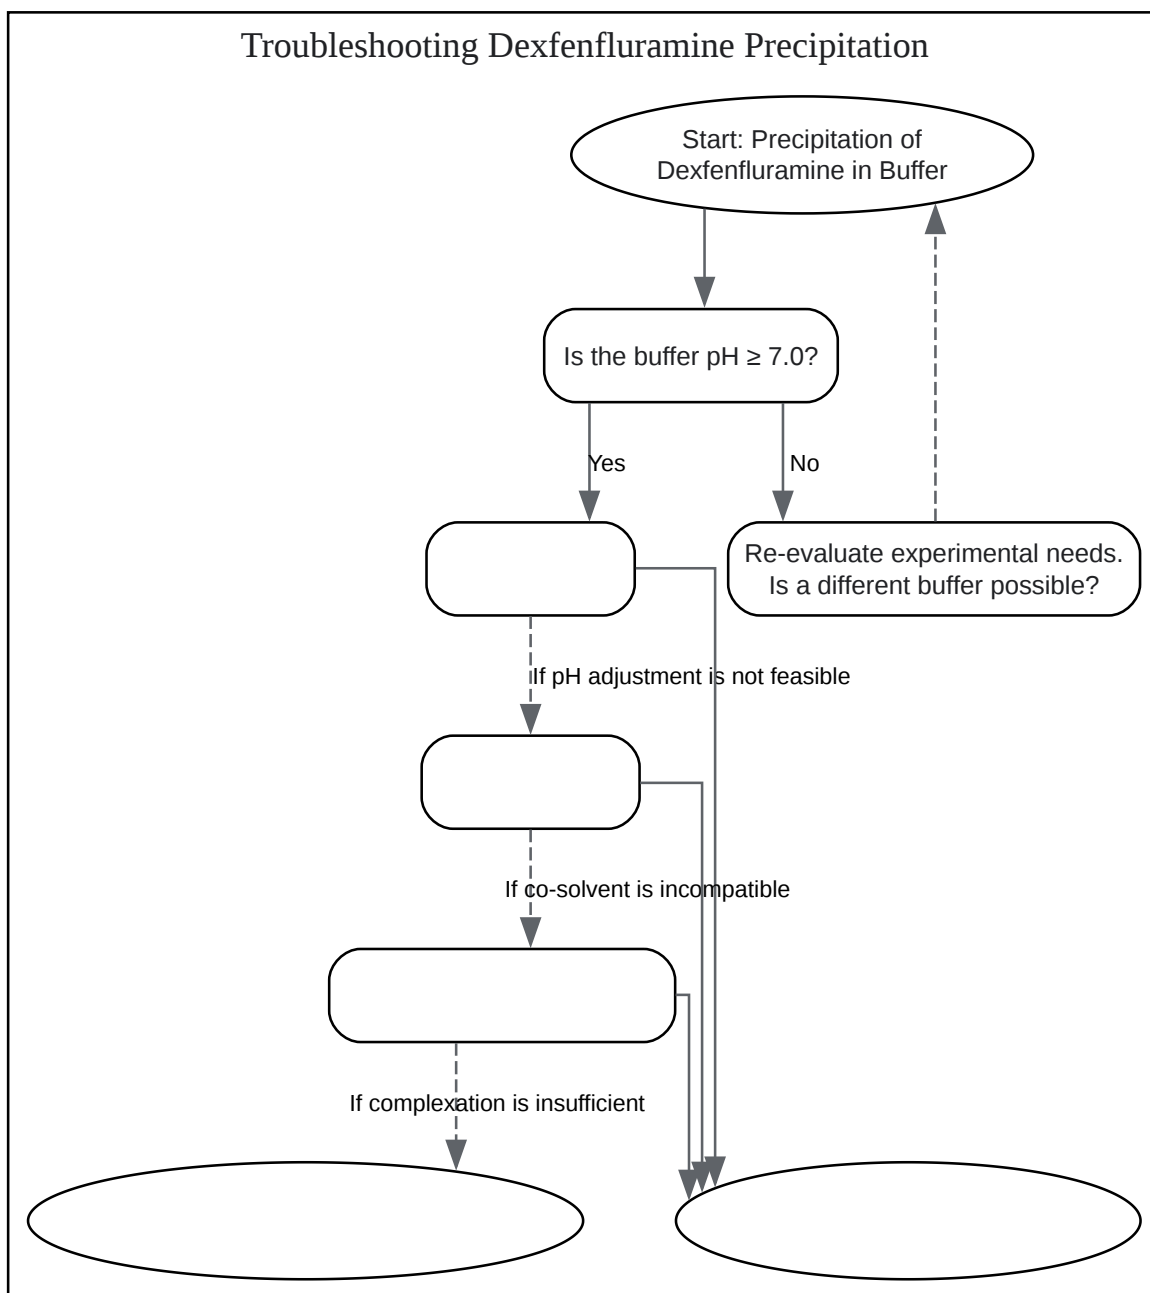 Troubleshooting Dexfenfluramine Precipitation
Start: Precipitation of
Dexfenfluramine in Buffer
Is the buffer pH ≥ 7.0?
Yes
No
Re-evaluate experimental needs.
Is a different buffer possible?
If pH adjustment is not feasible
If co-solvent is incompatible
If complexation is insufficient